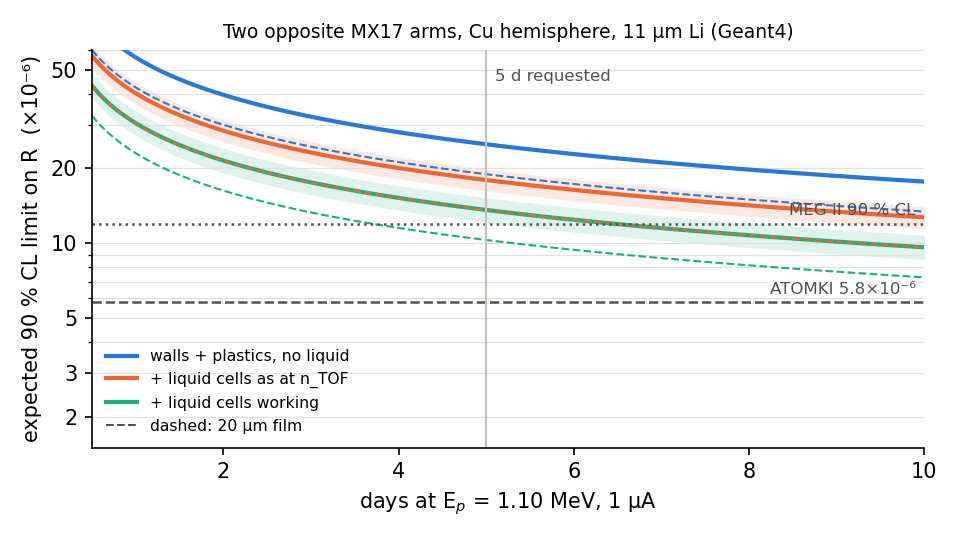 Two opposite MX17 arms, Cu hemisphere, 11 µm Li (Geant4)
expected 90 % CL limit on R (×10⁻⁶)
50
20
10
5
3
2
5 d requested
MEG II 90 % CL
ATOMKI 5.8×10⁻⁶
walls + plastics, no liquid
+ liquid cells as at n_TOF
+ liquid cells working
dashed: 20 µm film
2
4
6
8
10
days at Eₚ = 1.10 MeV, 1 µA